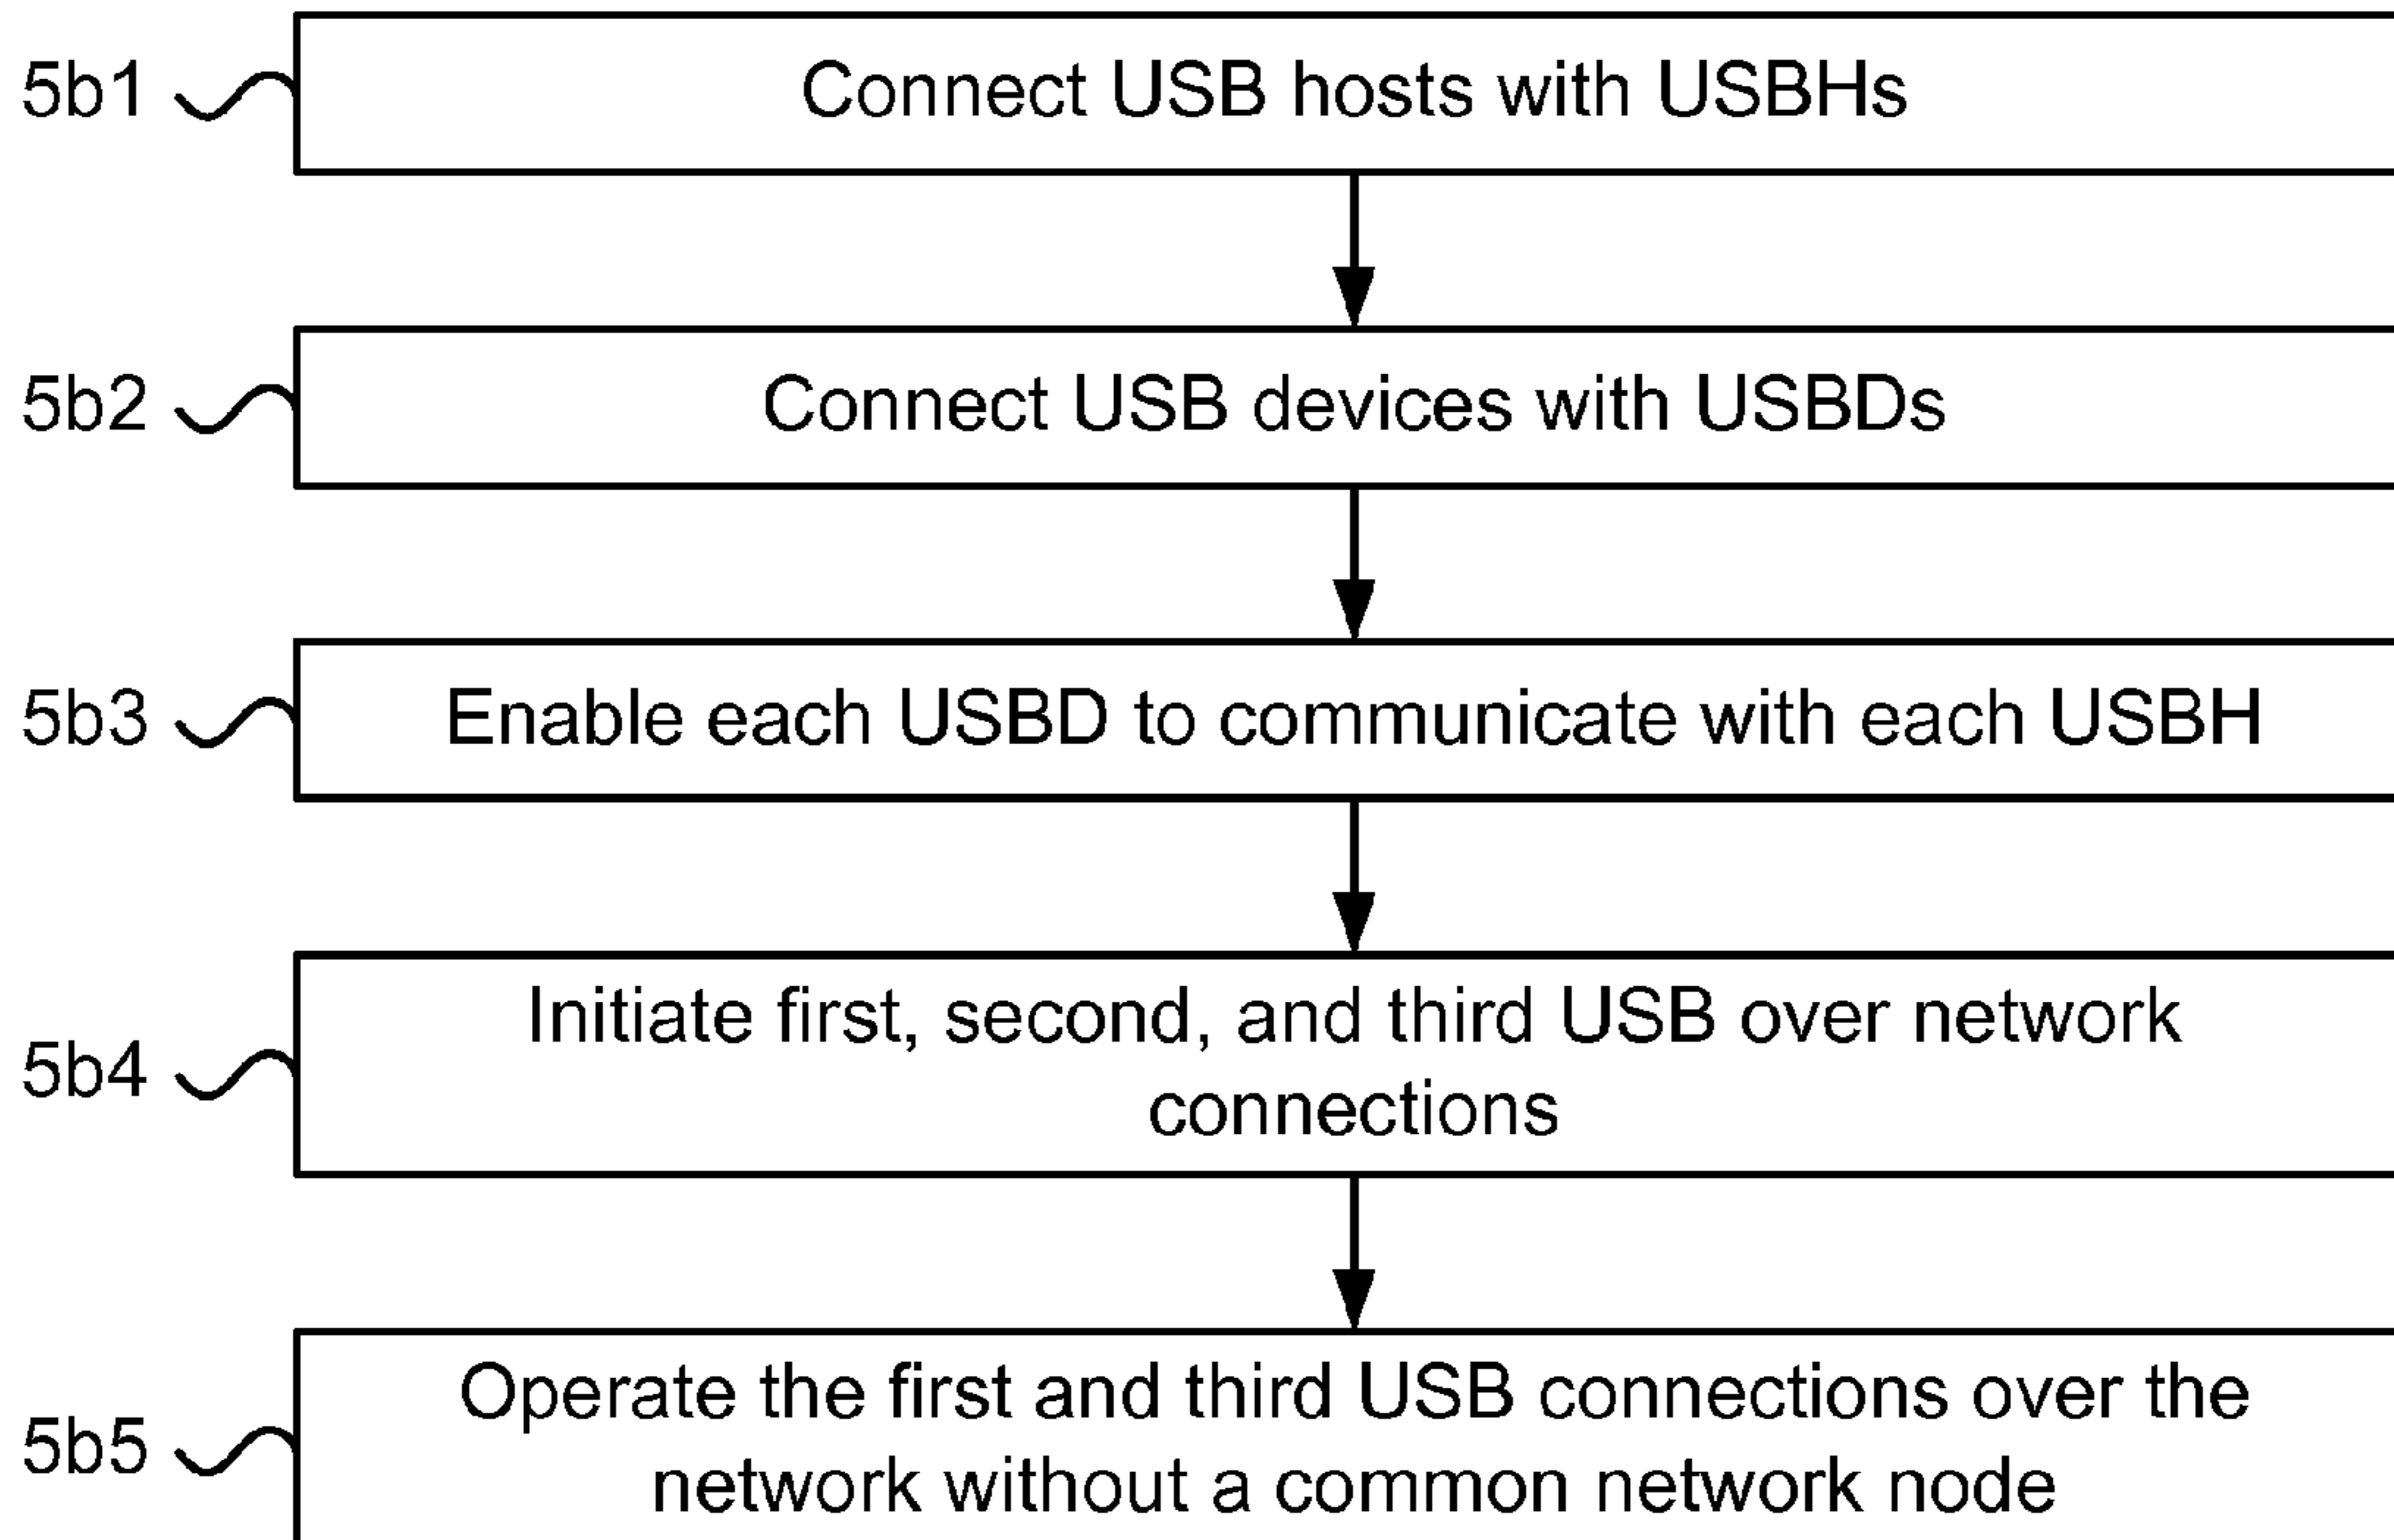 5b1
Connect USB hosts with USBHs
5b2
Connect USB devices with USBDs
5b3
Enable each USBD to communicate with each USBH
5b4
Initiate first, second, and third USB over network
connections
5b5
Operate the first and third USB connections over the
network without a common network node